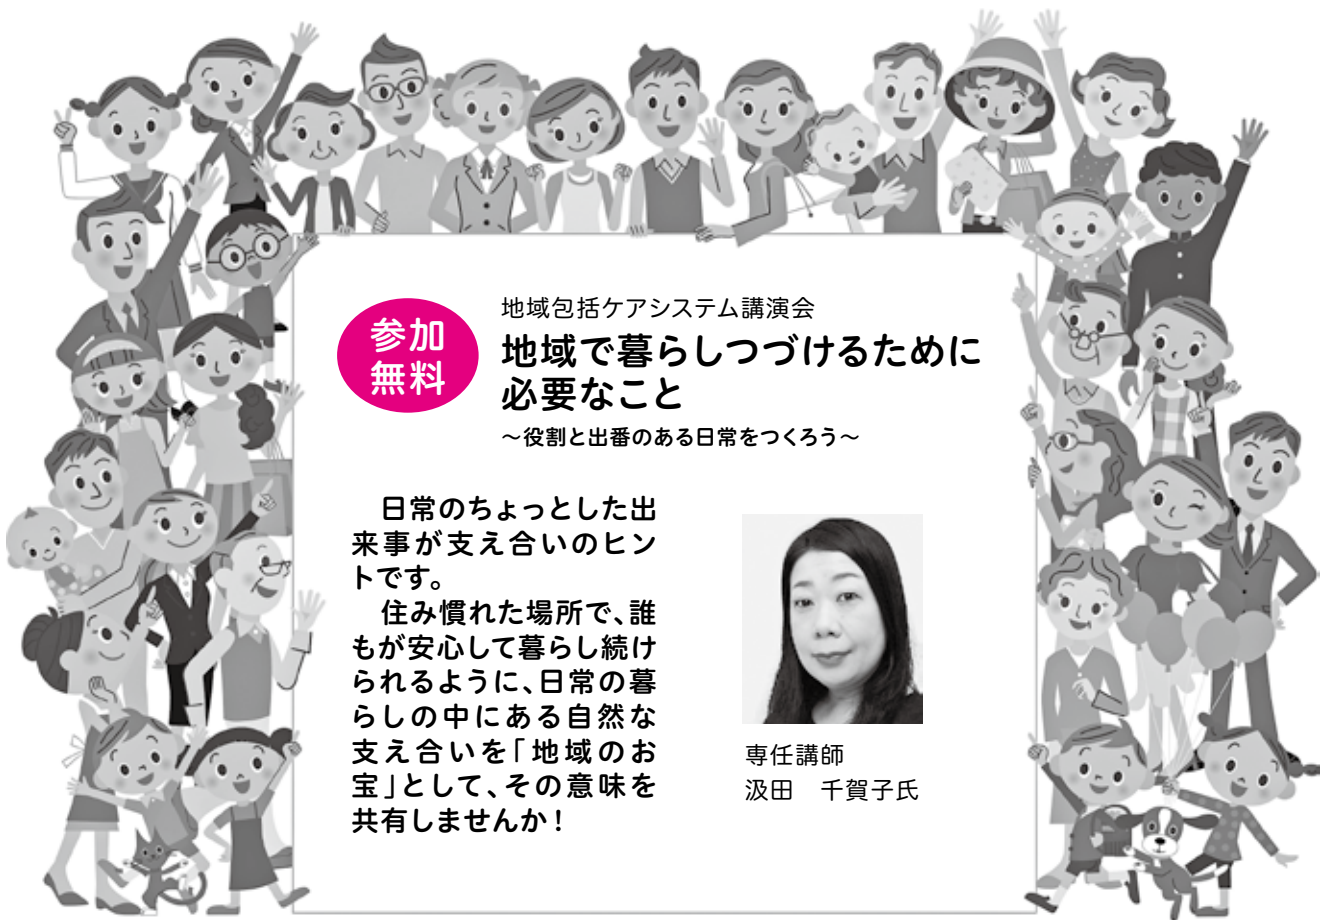 参加
無料
地域包括ケアシステム講演会
地域で暮らしつづけるために
必要なこと
～役割と出番のある日常をつくろう～
　日常のちょっとした出
来事が支え合いのヒン
トです。
　住み慣れた場所で、誰
もが安心して暮らし続け
られるように、日常の暮
らしの中にある自然な
支え合いを「地域のお
宝」として、その意味を
共有しませんか！
専任講師
汲田　千賀子氏